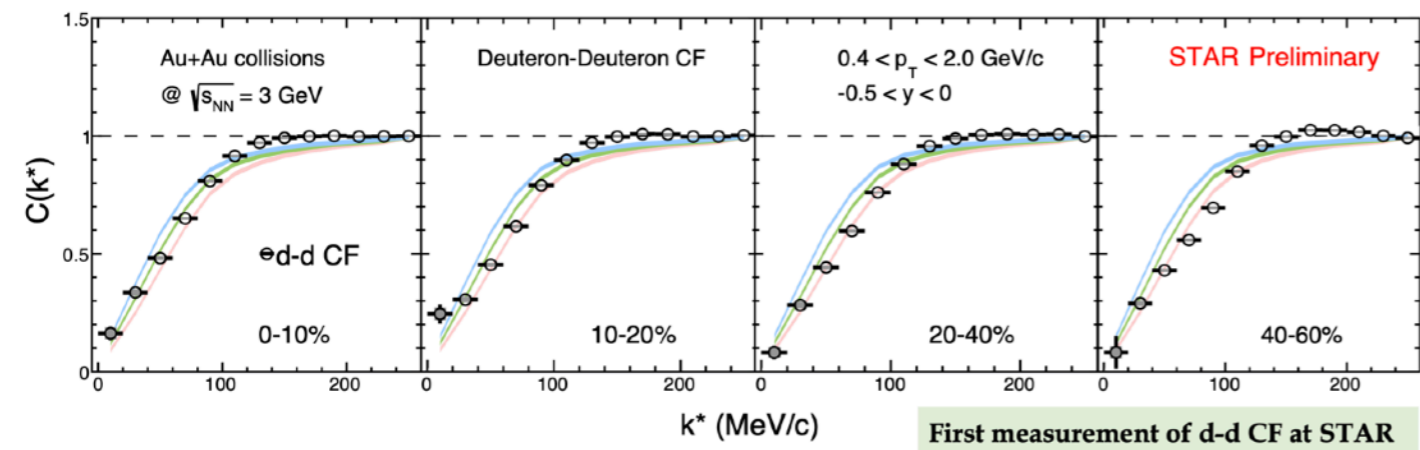 1.5
1
0.5
0
C(k*)
Au+Au collisions
@ √s_NN = 3 GeV
d-d CF
0-10%
Deuteron-Deuteron CF
10-20%
0.4 < p_T < 2.0 GeV/c
-0.5 < y < 0
20-40%
STAR Preliminary
40-60%
0 100 200 0 100 200 0 100 200 0 100 200
k* (MeV/c)
First measurement of d-d CF at STAR